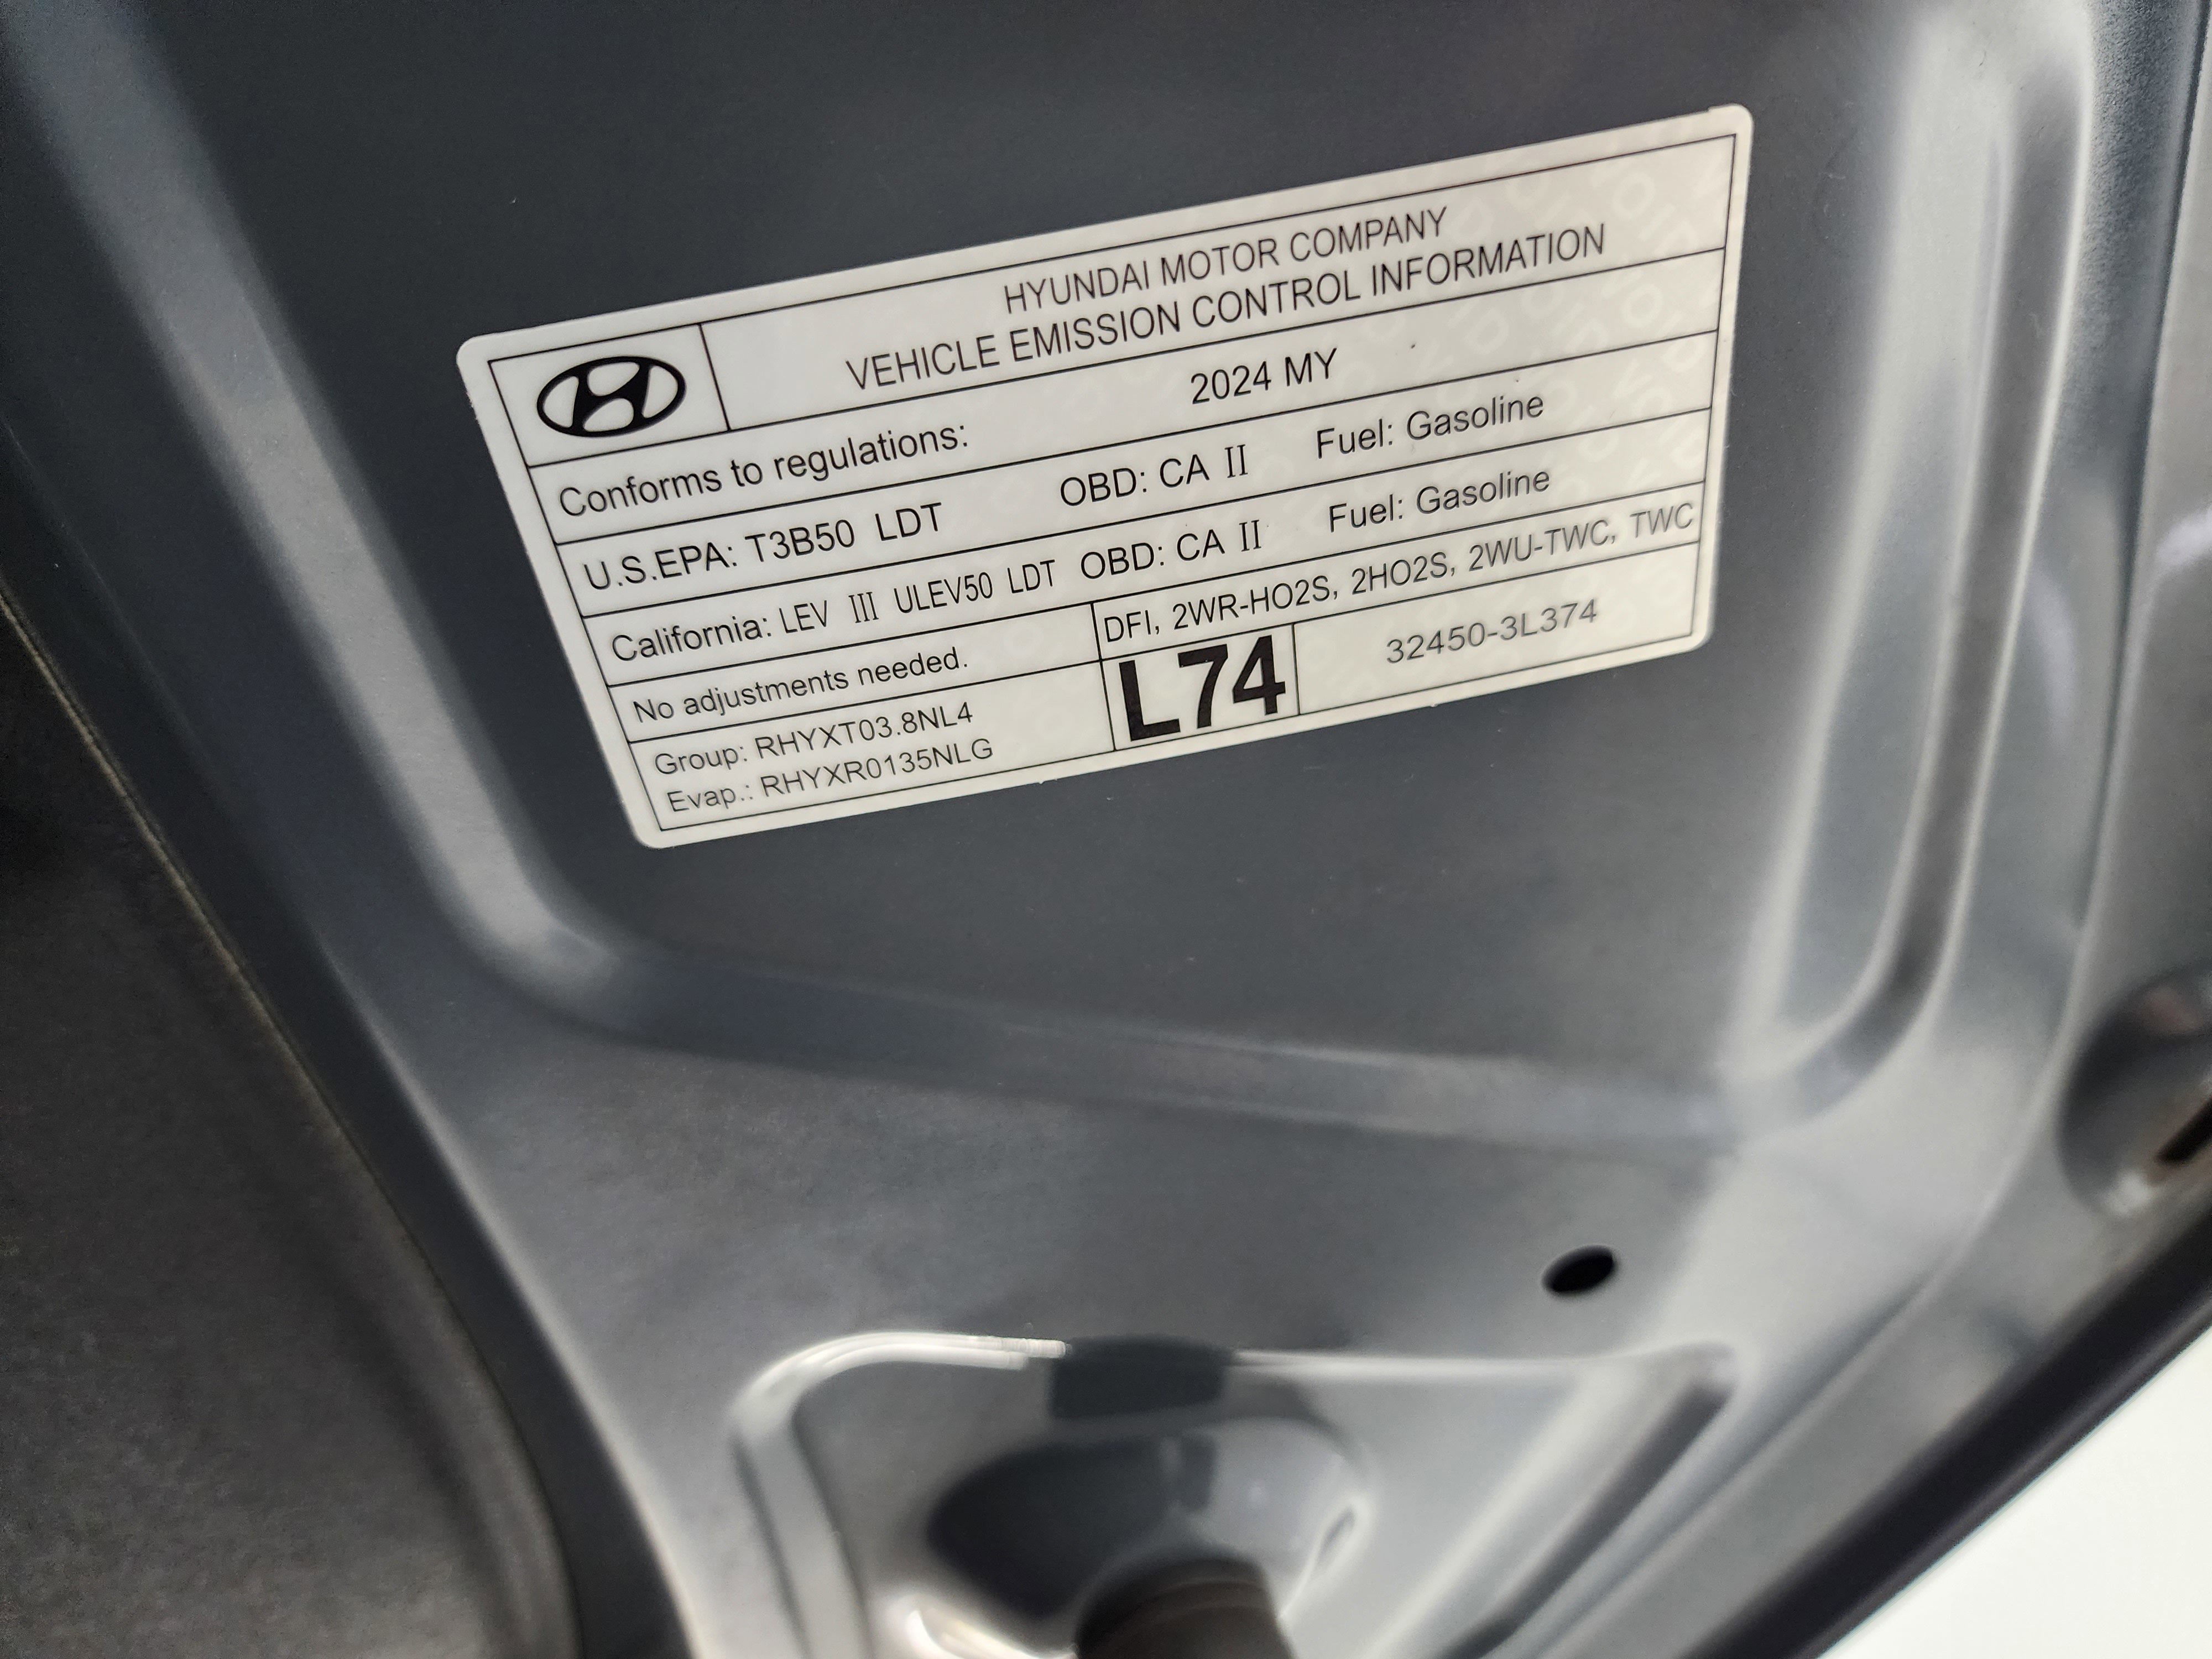 HYUNDAI MOTOR COMPANY
VEHICLE EMISSION CONTROL INFORMATION
Conforms to regulations: 2024 MY
U.S.EPA: T3B50 LDT OBD: CA II Fuel: Gasoline
California: LEV III ULEV50 LDT OBD: CA II Fuel: Gasoline
No adjustments needed. DFI, 2WR-HO2S, 2HO2S, 2WU-TWC, TWC
Group: RHYXT03.8NL4
Evap.: RHYXR0135NLG
L74
32450-3L374